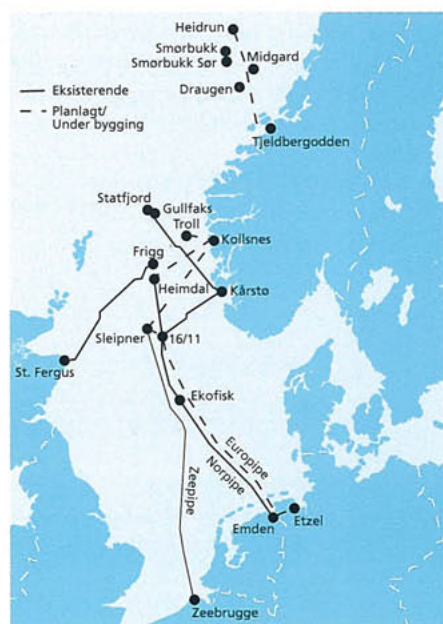 Heidrun
Smørbukk
Smørbukk Sør
Midgard
Draugen
Eksisterende
Planlagt/
Under bygging
Tjeldbergodden
Statfjord
Gullfaks
Troll
Kollsnes
Frigg
Heimdal
Kårstø
Sleipner
16/11
St. Fergus
Ekofisk
Europipe
Norpipe
Zeepipe
Emden
Etzel
Zeebrugge